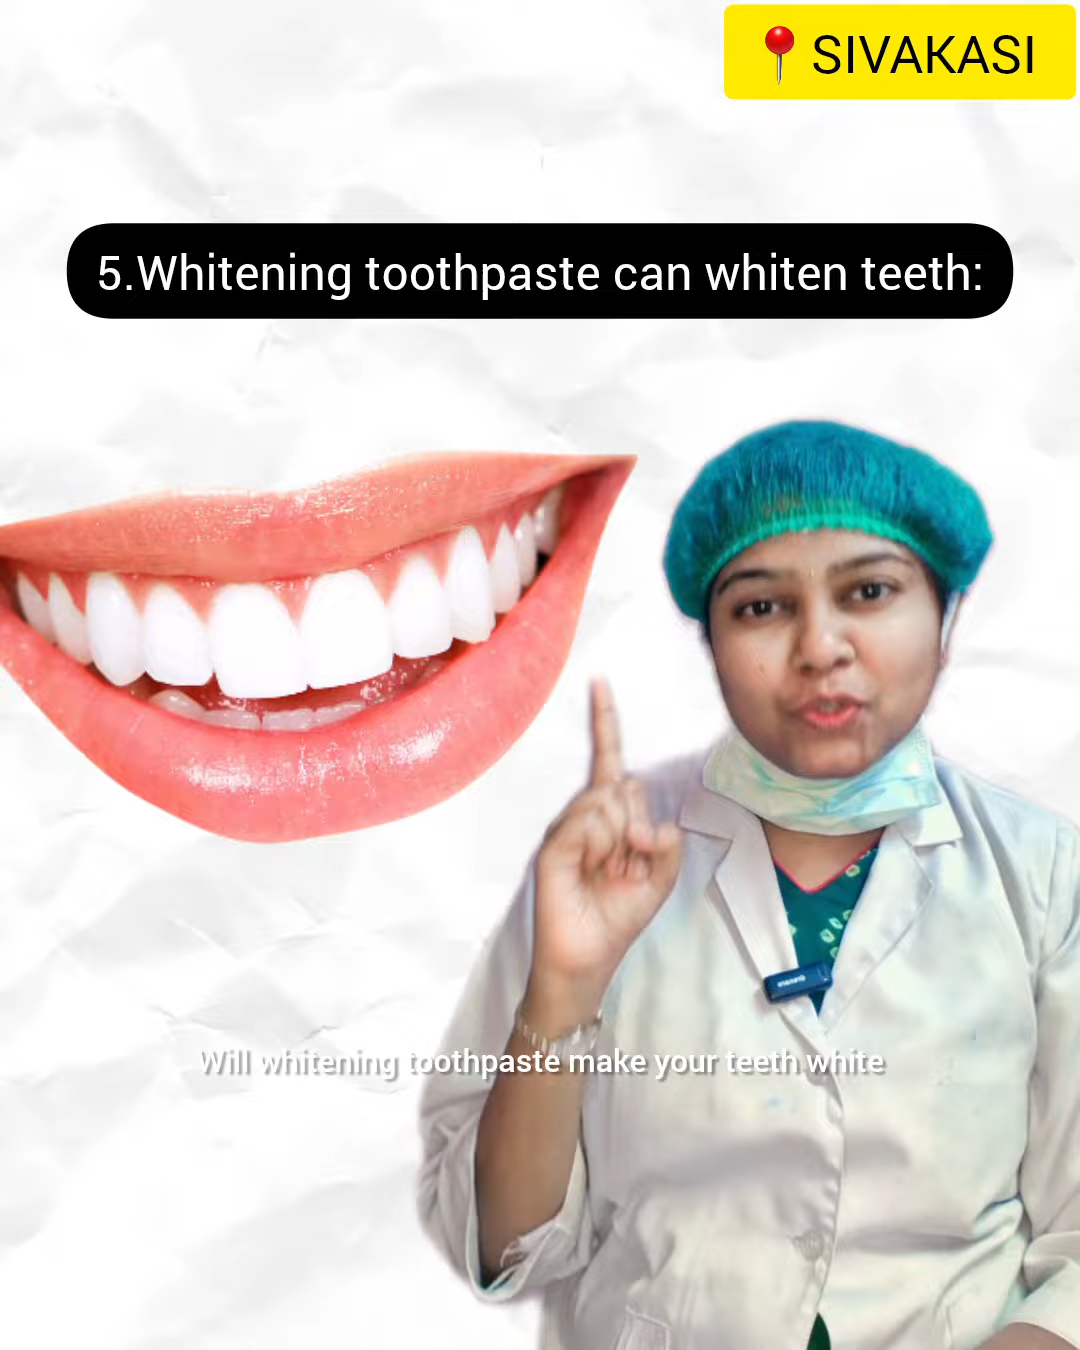 SIVAKASI
5.Whitening toothpaste can whiten teeth:
Will whitening toothpaste make your teeth white